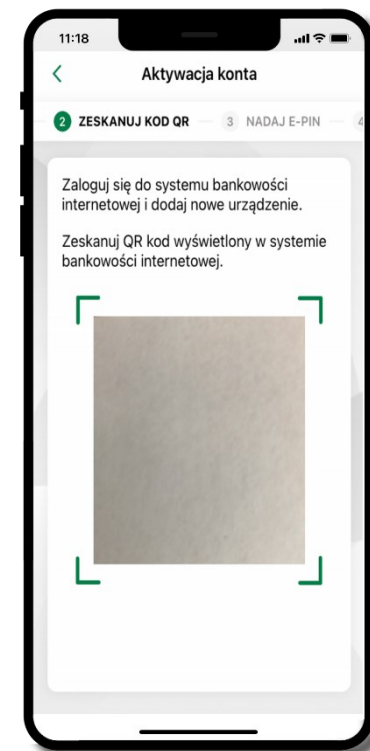 11:18
Aktywacja konta
2 ZESKANUJ KOD QR 3 NADAJ E-PIN 4
Zaloguj się do systemu bankowości
internetowej i dodaj nowe urządzenie.
Zeskanuj QR kod wyświetlony w systemie
bankowości internetowej.